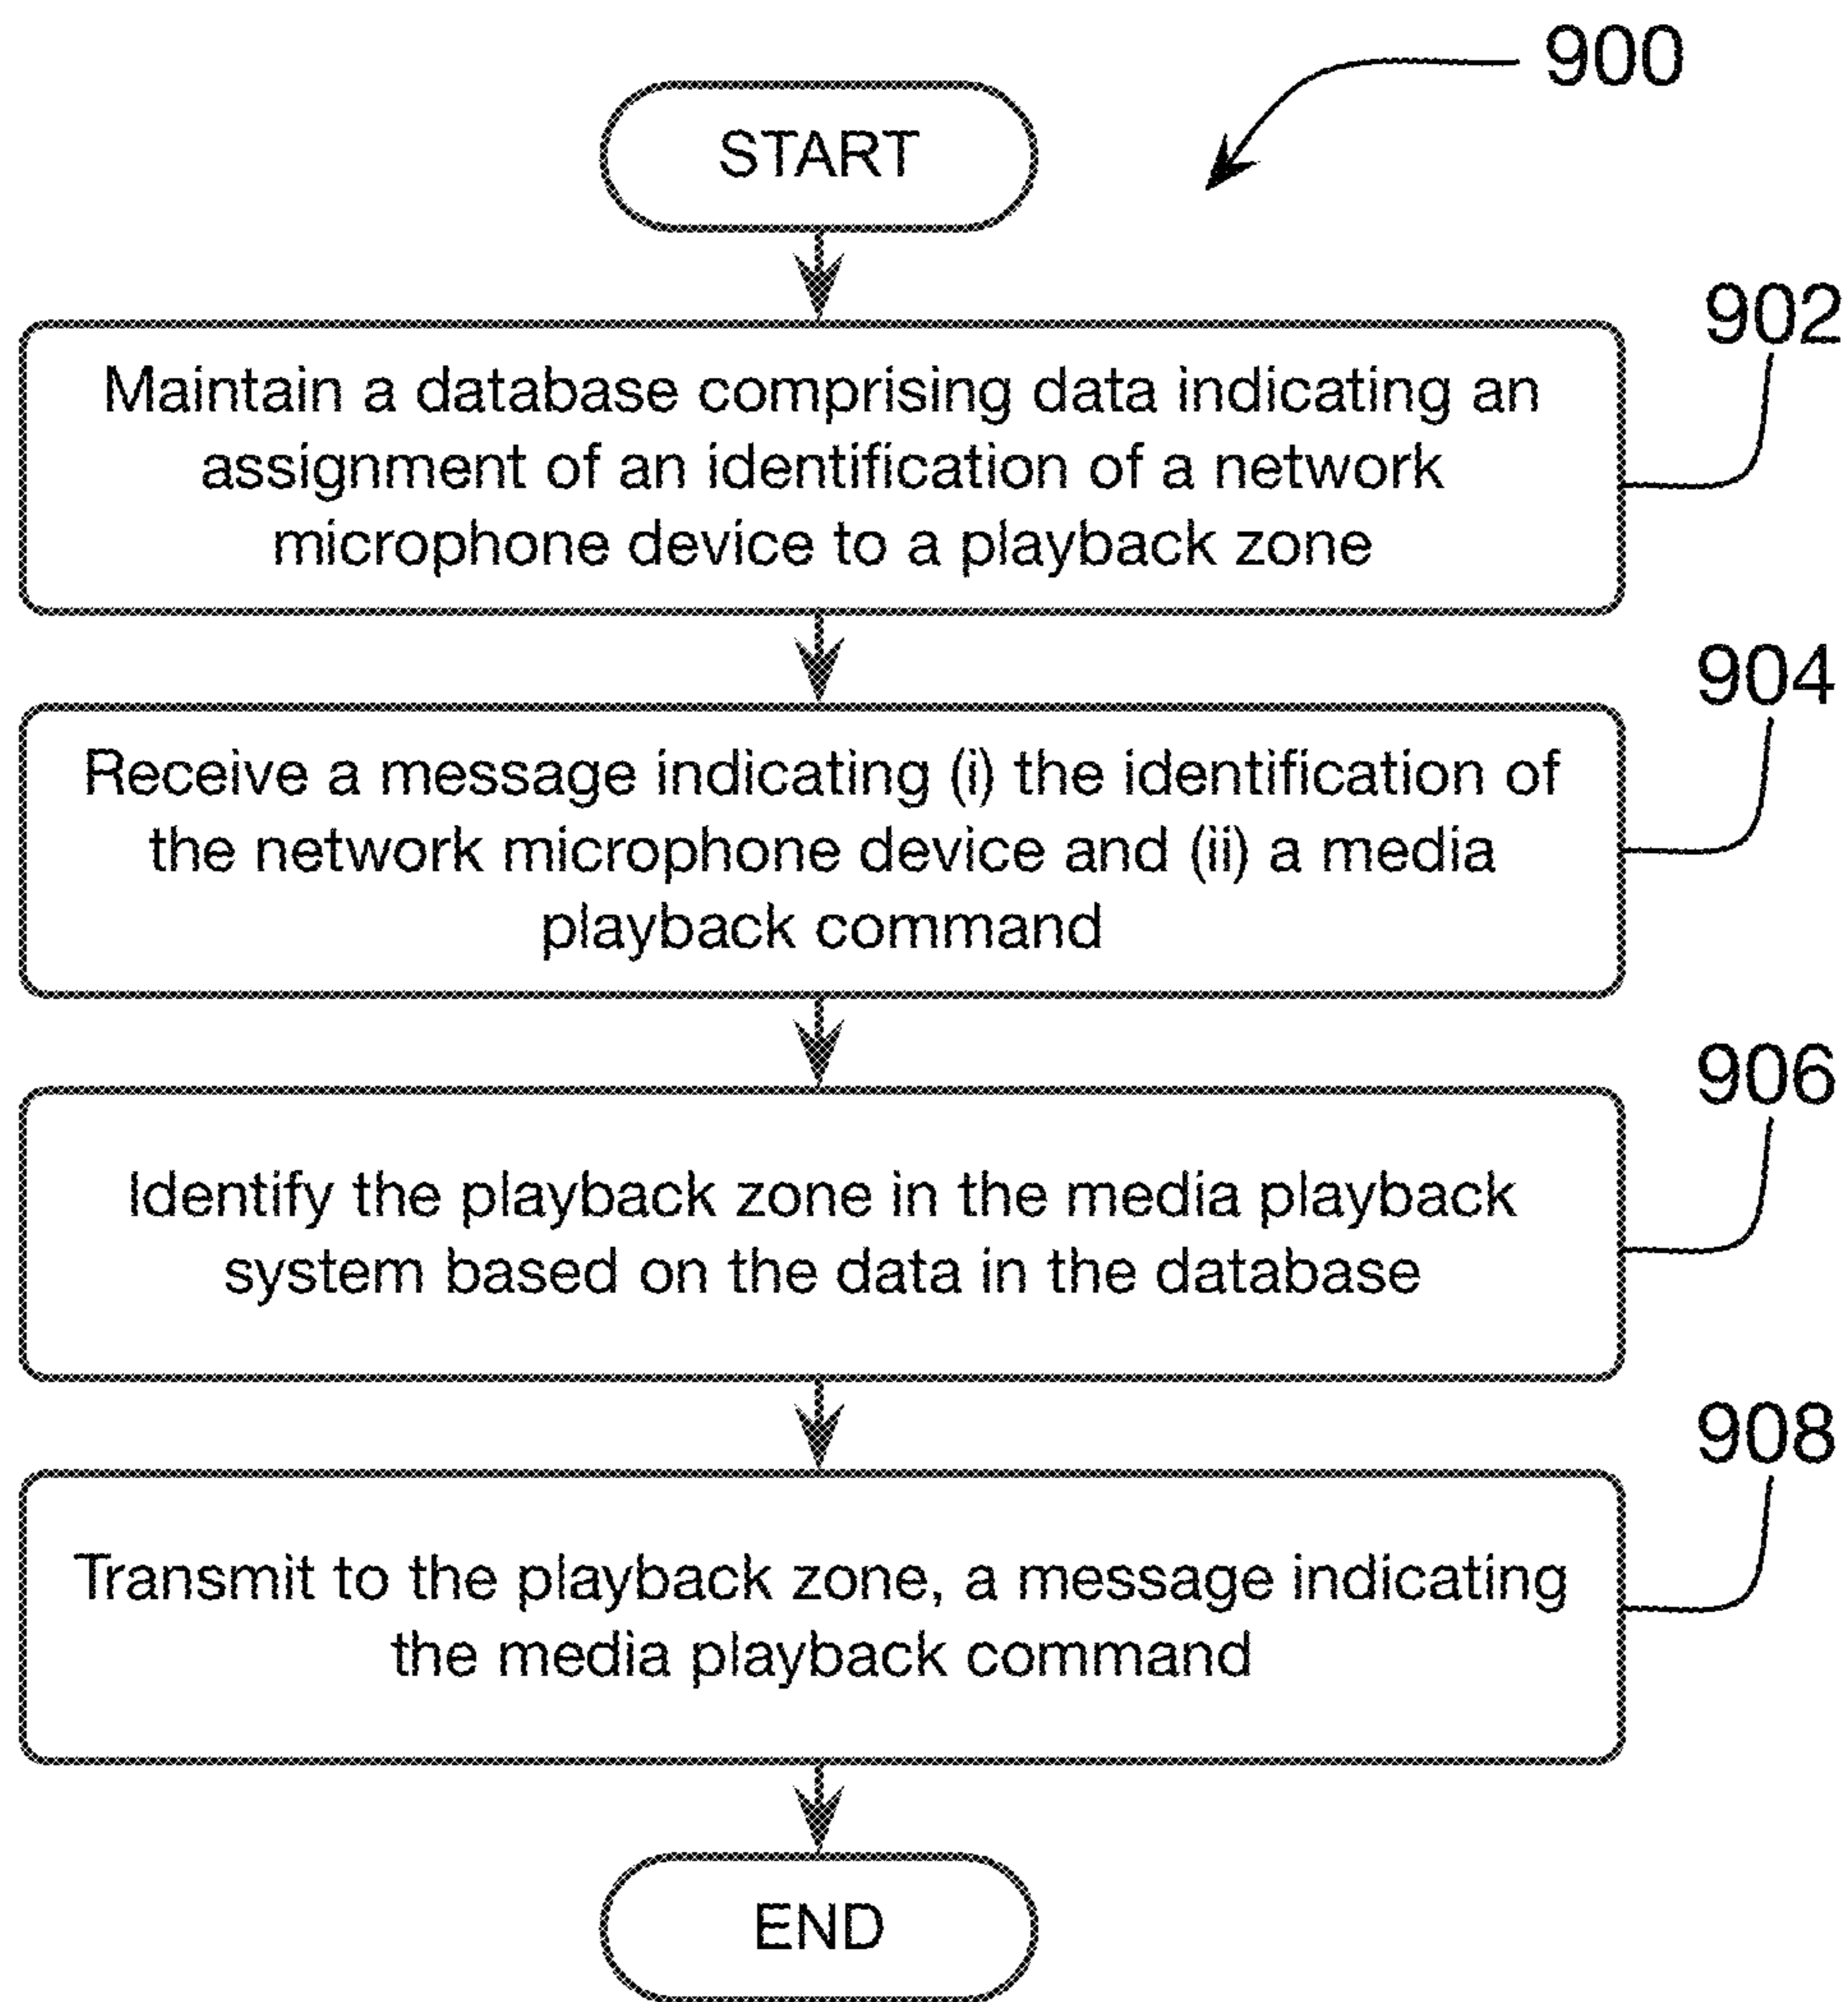 900
START
902
Maintain a database comprising data indicating an
assignment of an identification of a network
microphone device to a playback zone
904
Receive a message indicating (i) the identification of
the network microphone device and (ii) a media
playback command
906
Identify the playback zone in the media playback
system based on the data in the database
908
Transmit to the playback zone, a message indicating
the media playback command
END